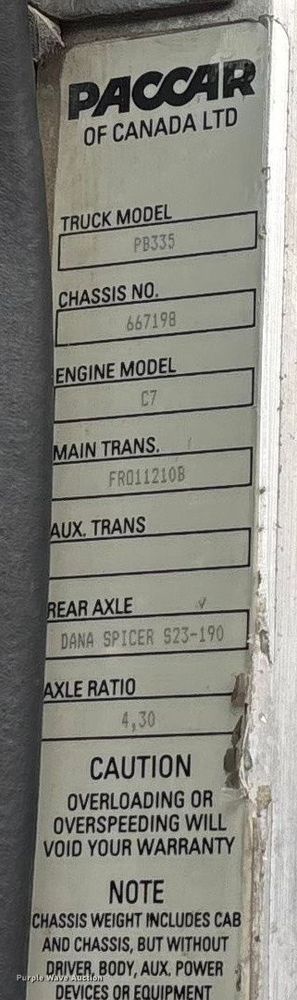 PACCAR
OF CANADA LTD
TRUCK MODEL
PB335
CHASSIS NO.
667198
ENGINE MODEL
C7
MAIN TRANS.
FRO11210B
AUX. TRANS
REAR AXLE
DANA SPICER S23-190
AXLE RATIO
4,30
CAUTION
OVERLOADING OR
OVERSPEEDING WILL
VOID YOUR WARRANTY
NOTE
CHASSIS WEIGHT INCLUDES CAB
AND CHASSIS, BUT WITHOUT
DRIVER, BODY, AUX. POWER
DEVICES OR EQUIPMENT
Purple Wave Auction